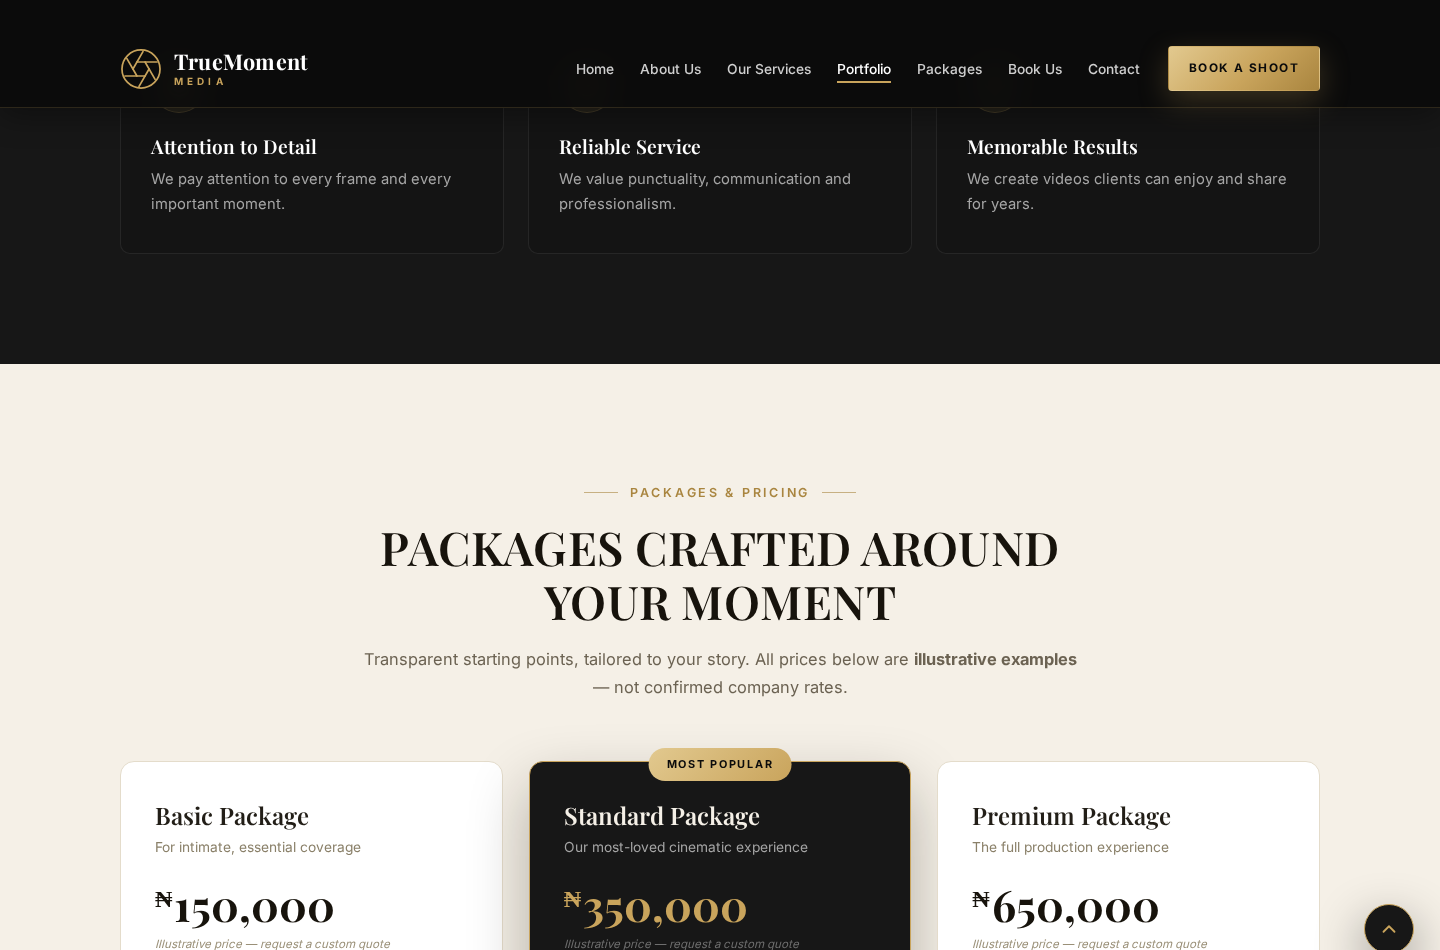 TrueMoment
MEDIA
Home About Us Our Services Portfolio Packages Book Us Contact BOOK A SHOOT
Attention to Detail
We pay attention to every frame and every
important moment.
Reliable Service
We value punctuality, communication and
professionalism.
Memorable Results
We create videos clients can enjoy and share
for years.
PACKAGES & PRICING
PACKAGES CRAFTED AROUND
YOUR MOMENT
Transparent starting points, tailored to your story. All prices below are illustrative examples
— not confirmed company rates.
Basic Package
For intimate, essential coverage
₦150,000
Illustrative price — request a custom quote
MOST POPULAR
Standard Package
Our most-loved cinematic experience
₦350,000
Illustrative price — request a custom quote
Premium Package
The full production experience
₦650,000
Illustrative price — request a custom quote